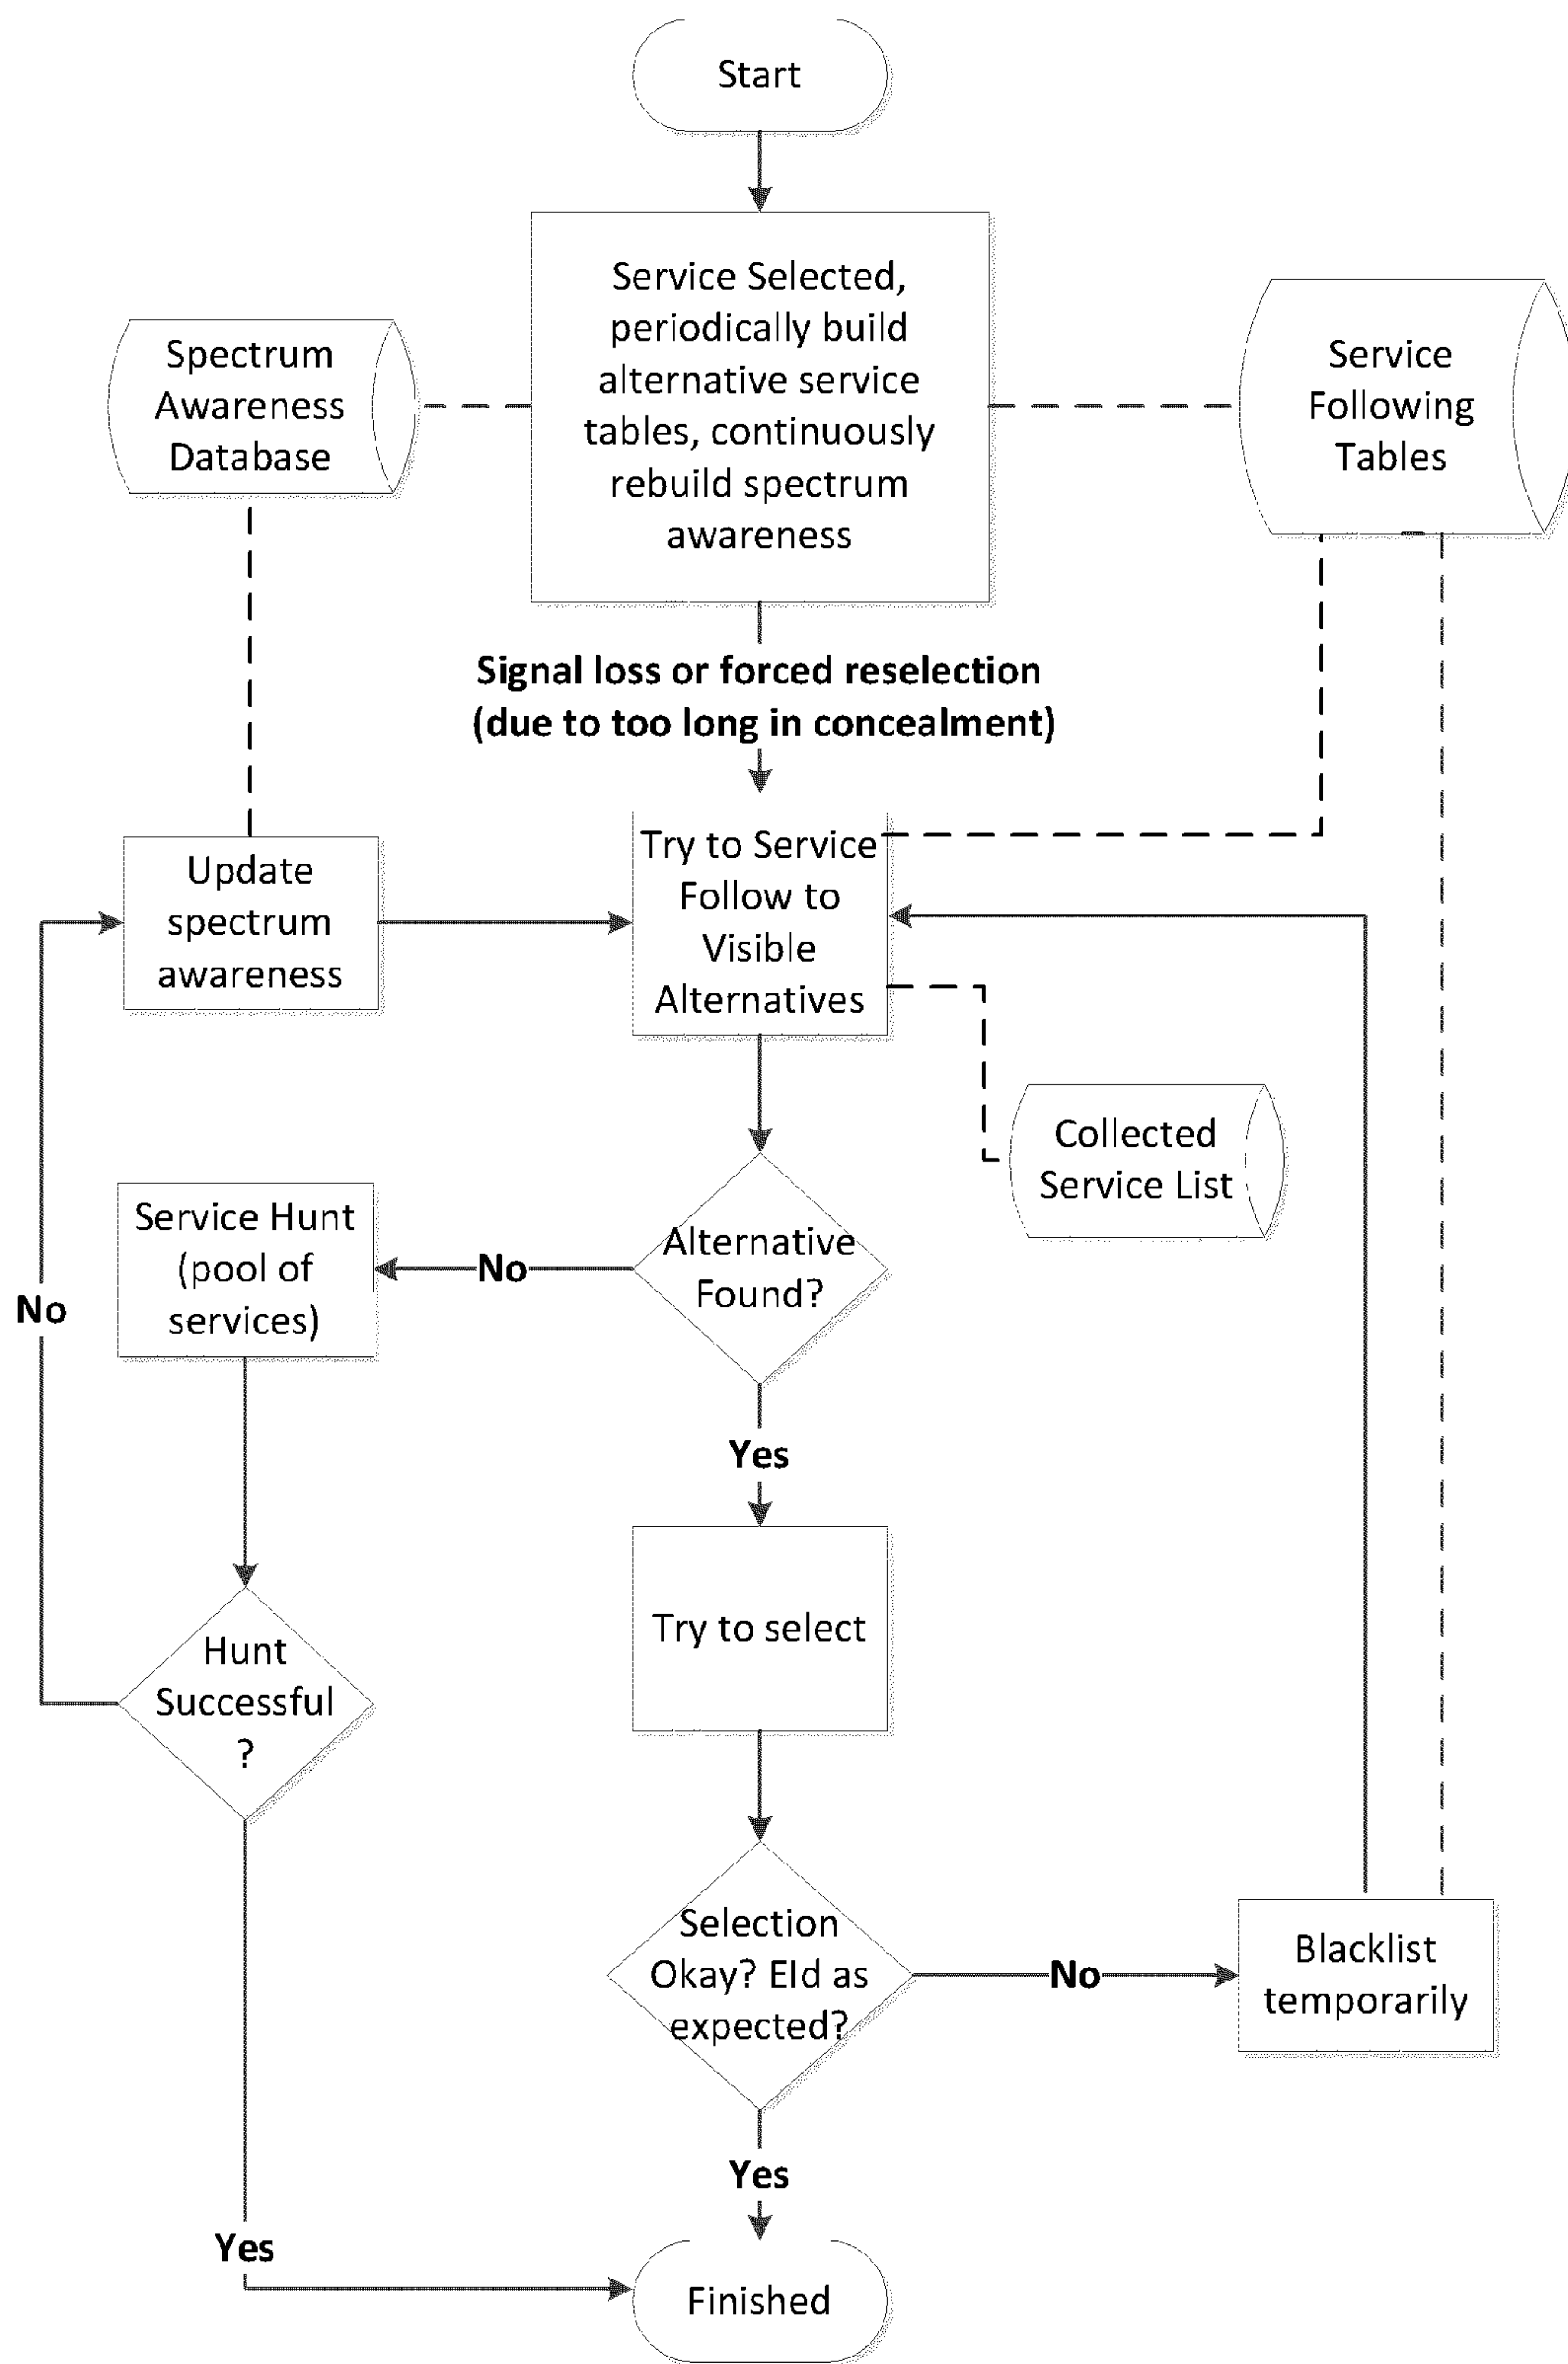 Start
Service Selected,
periodically build
alternative service
tables, continuously
rebuild spectrum
awareness
Spectrum
Awareness
Database
Service
Following
Tables
Signal loss or forced reselection
(due to too long in concealment)
Update
spectrum
awareness
Try to Service
Follow to
Visible
Alternatives
Collected
Service List
Service Hunt
(pool of
services)
No
Alternative
Found?
No
Yes
Try to select
Hunt
Successful
?
Selection
Okay? EId as
expected?
No
Blacklist
temporarily
Yes
Yes
Finished